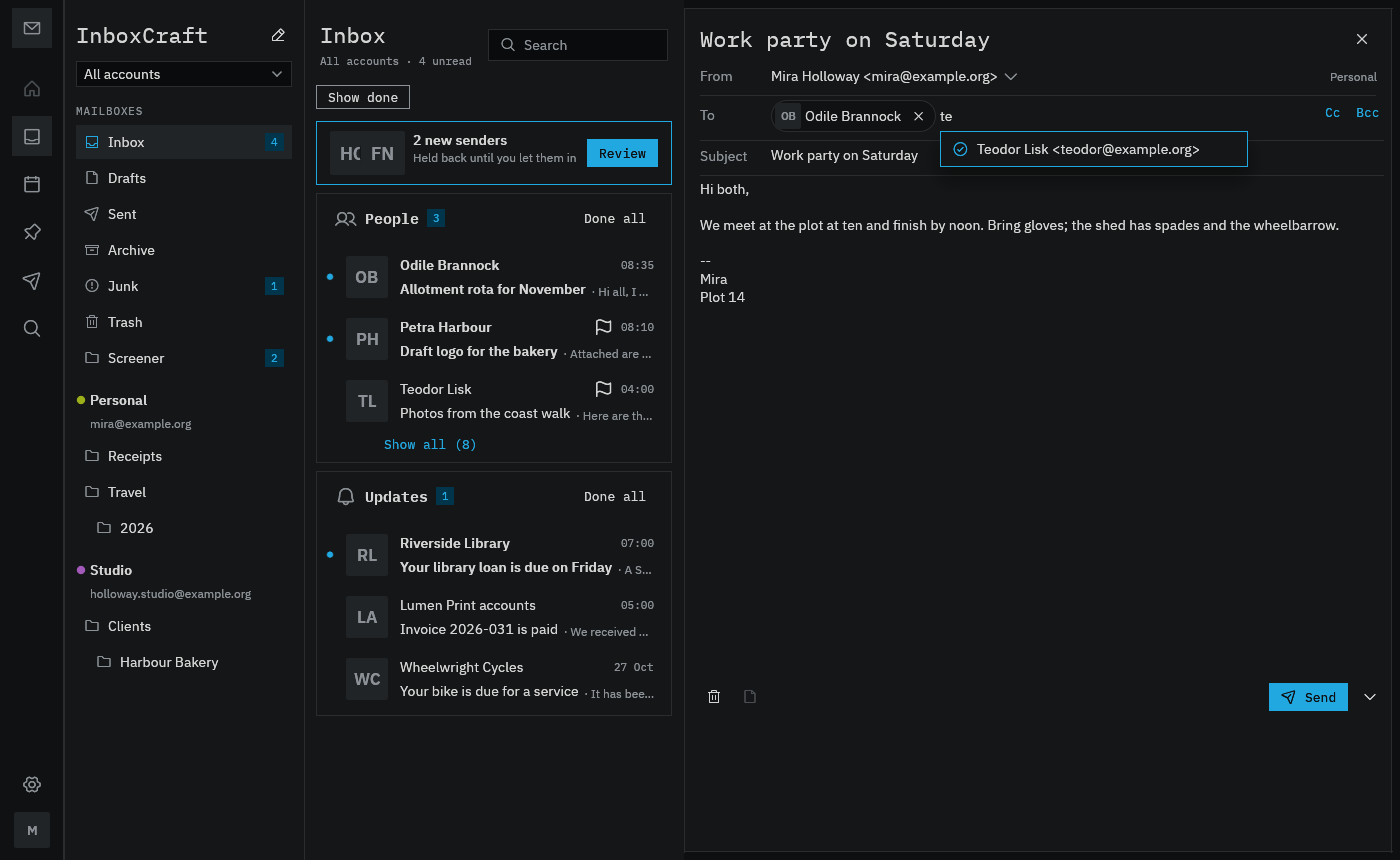 InboxCraft
All accounts
MAILBOXES
Inbox 4
Drafts
Sent
Archive
Junk 1
Trash
Screener 2
Personal
mira@example.org
Receipts
Travel
2026
Studio
holloway.studio@example.org
Clients
Harbour Bakery
M
Inbox
All accounts · 4 unread
Search
Show done
FN
2 new senders
Held back until you let them in
Review
People 3
Done all
OB
Odile Brannock 08:35
Allotment rota for November · Hi all, I ...
PH
Petra Harbour 08:10
Draft logo for the bakery · Attached are ...
TL
Teodor Lisk 04:00
Photos from the coast walk · Here are th...
Show all (8)
Updates 1
Done all
RL
Riverside Library 07:00
Your library loan is due on Friday · A S...
LA
Lumen Print accounts 05:00
Invoice 2026-031 is paid · We received ...
WC
Wheelwright Cycles 27 Oct
Your bike is due for a service · It has bee...
Work party on Saturday
From Mira Holloway <mira@example.org> Personal
To OB Odile Brannock te Cc Bcc
Teodor Lisk <teodor@example.org>
Subject Work party on Saturday
Hi both,
We meet at the plot at ten and finish by noon. Bring gloves; the shed has spades and the wheelbarrow.
--
Mira
Plot 14
Send